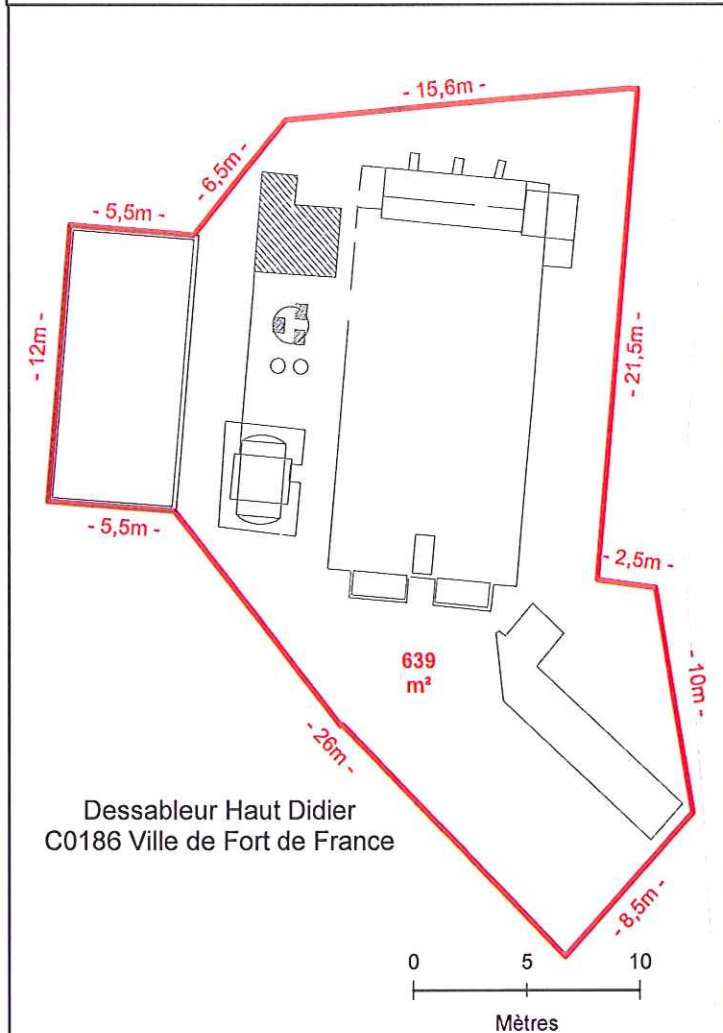 - 15,6m -
- 6,5m -
- 5,5m -
- 12m -
- 21,5m -
- 5,5m -
- 2,5m -
639
m²
- 10m -
- 26m -
Dessableur Haut Didier
C0186 Ville de Fort de France
- 8,5m -
0 5 10
Mètres